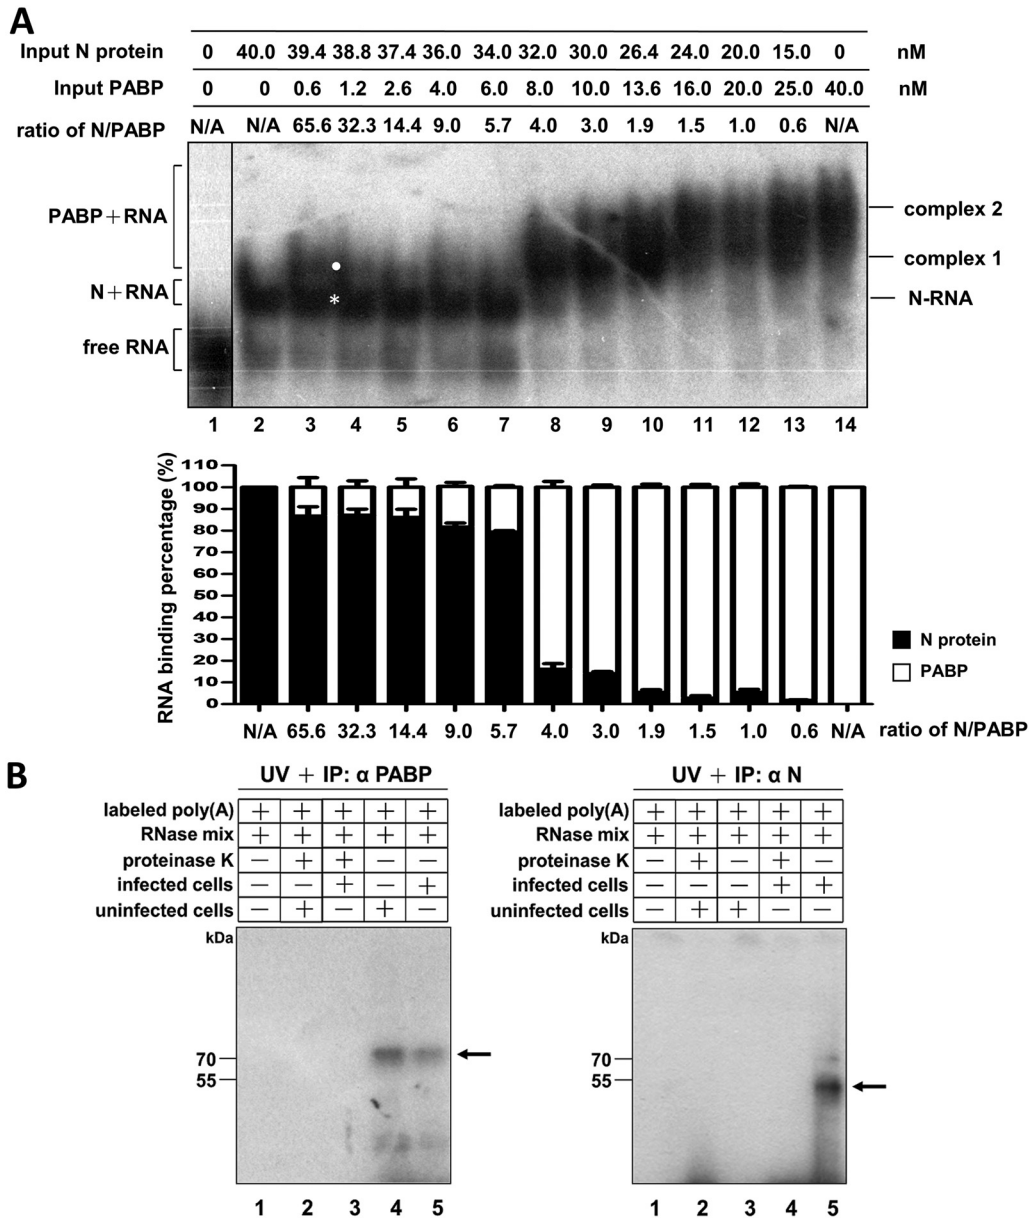 A
Input N protein 0 40.0 39.4 38.8 37.4 36.0 34.0 32.0 30.0 26.4 24.0 20.0 15.0 0 nM
Input PABP 0 0 0.6 1.2 2.6 4.0 6.0 8.0 10.0 13.6 16.0 20.0 25.0 40.0 nM
ratio of N/PABP N/A N/A 65.6 32.3 14.4 9.0 5.7 4.0 3.0 1.9 1.5 1.0 0.6 N/A
PABP+RNA
N+RNA
free RNA
*
complex 2
complex 1
N-RNA
1 2 3 4 5 6 7 8 9 10 11 12 13 14
RNA binding percentage (%)
110
100
90
80
70
60
50
40
30
20
10
0
N protein
PABP
N/A 65.6 32.3 14.4 9.0 5.7 4.0 3.0 1.9 1.5 1.0 0.6 N/A ratio of N/PABP
B
UV + IP: α PABP
labeled poly(A) + + + + +
RNase mix + + + + +
proteinase K − + + − −
infected cells − − + − +
uninfected cells − + − + −
kDa
70
55
1 2 3 4 5
UV + IP: α N
labeled poly(A) + + + + +
RNase mix + + + + +
proteinase K − + − + −
infected cells − − − + +
uninfected cells − + + − −
kDa
70
55
1 2 3 4 5